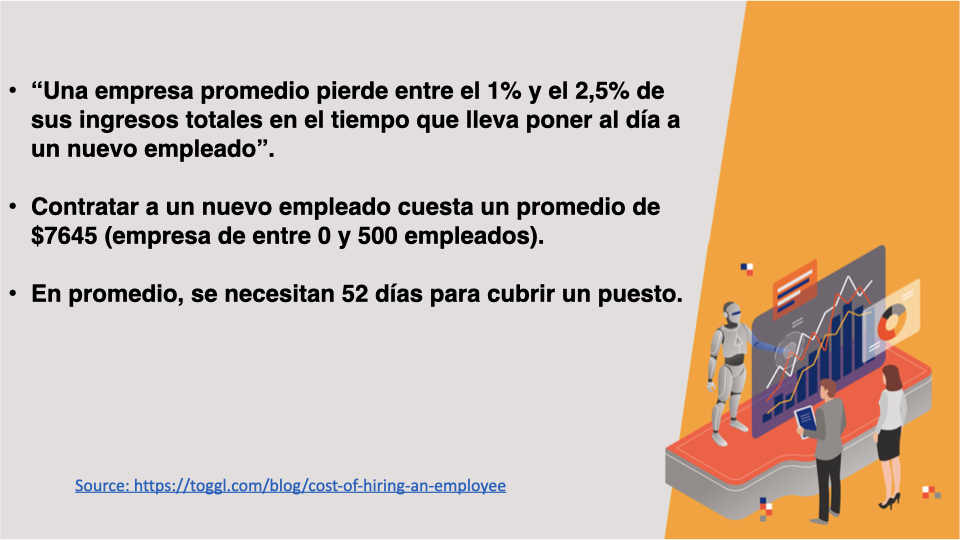 • “Una empresa promedio pierde entre el 1% y el 2,5% de
sus ingresos totales en el tiempo que lleva poner al día a
un nuevo empleado”.
• Contratar a un nuevo empleado cuesta un promedio de
$7645 (empresa de entre 0 y 500 empleados).
• En promedio, se necesitan 52 días para cubrir un puesto.
Source: https://toggl.com/blog/cost-of-hiring-an-employee